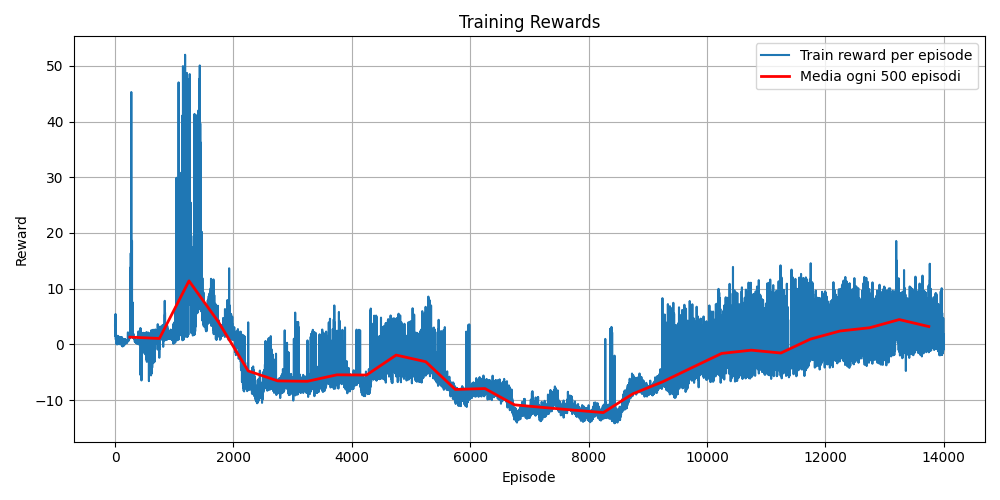 Training Rewards
Train reward per episode
Media ogni 500 episodi
Reward
50
40
30
20
10
0
−10
0 2000 4000 6000 8000 10000 12000 14000
Episode